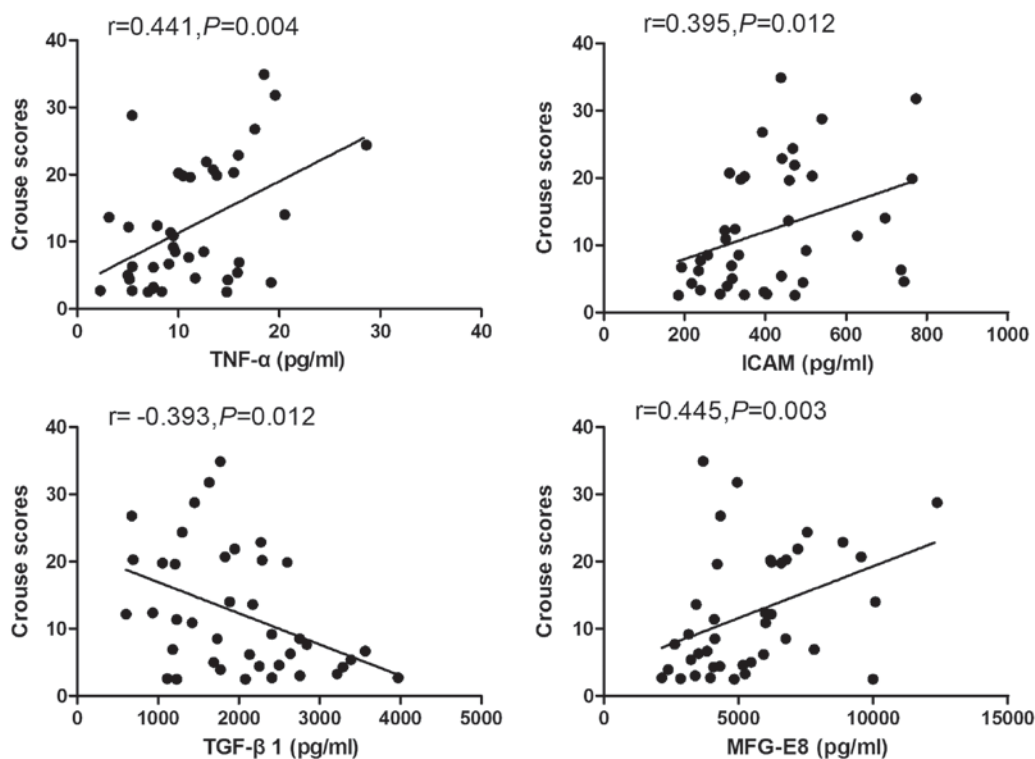 r=0.441,P=0.004
40
30
20
10
0
Crouse scores
0 10 20 30 40
TNF-α (pg/ml)
r=0.395,P=0.012
40
30
20
10
0
Crouse scores
0 200 400 600 800 1000
ICAM (pg/ml)
r= -0.393,P=0.012
40
30
20
10
0
Crouse scores
0 1000 2000 3000 4000 5000
TGF-β 1 (pg/ml)
r=0.445,P=0.003
40
30
20
10
0
Crouse scores
0 5000 10000 15000
MFG-E8 (pg/ml)